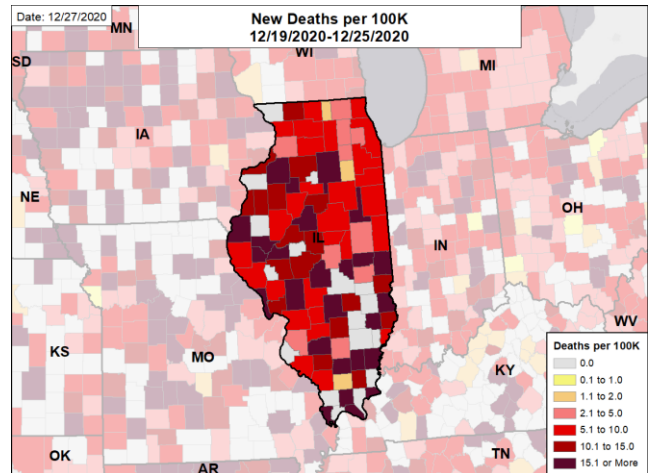 Date: 12/27/2020
New Deaths per 100K
12/19/2020-12/25/2020
MN
WI
SD
MI
IA
NE
OH
IL
IN
WV
KS
MO
KY
OK
AR
TN
Deaths per 100K
0.0
0.1 to 1.0
1.1 to 2.0
2.1 to 5.0
5.1 to 10.0
10.1 to 15.0
15.1 or More